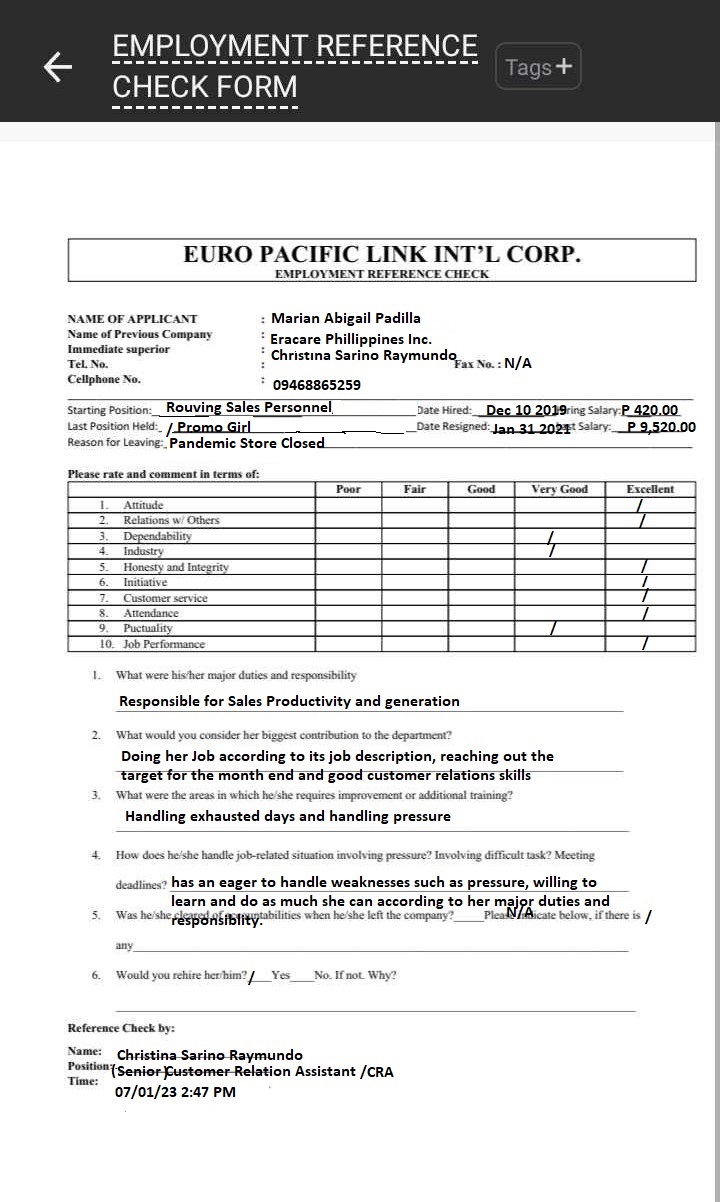 EMPLOYMENT REFERENCE
CHECK FORM
Tags+
EURO PACIFIC LINK INT'L CORP.
EMPLOYMENT REFERENCE CHECK
NAME OF APPLICANT : Marian Abigail Padilla
Name of Previous Company : Eracare Phillippines Inc.
Immediate superior : Christina Sarino Raymundo
Tel. No. : Fax No. : N/A
Cellphone No. : 09468865259
Starting Position: Rouving Sales Personnel Date Hired: Dec 10 2019 ring Salary: P 420.00
Last Position Held: / Promo Girl Date Resigned: Jan 31 2021 st Salary: P 9,520.00
Reason for Leaving: Pandemic Store Closed
Please rate and comment in terms of:
Poor Fair Good Very Good Excellent
1. Attitude /
2. Relations w/ Others /
3. Dependability /
4. Industry /
5. Honesty and Integrity /
6. Initiative /
7. Customer service /
8. Attendance /
9. Puctuality /
10. Job Performance /
1. What were his/her major duties and responsibility
Responsible for Sales Productivity and generation
2. What would you consider her biggest contribution to the department?
Doing her Job according to its job description, reaching out the
target for the month end and good customer relations skills
3. What were the areas in which he/she requires improvement or additional training?
Handling exhausted days and handling pressure
4. How does he/she handle job-related situation involving pressure? Involving difficult task? Meeting
deadlines? has an eager to handle weaknesses such as pressure, willing to
learn and do as much she can according to her major duties and
responsiblity.
5. Was he/she cleared of accountabilities when he/she left the company?____Please indicate below, if there is /
N/A
any
6. Would you rehire her/him? / Yes____No. If not. Why?
Reference Check by:
Name: Christina Sarino Raymundo
Position: (Senior )Customer Relation Assistant /CRA
Time: 07/01/23 2:47 PM